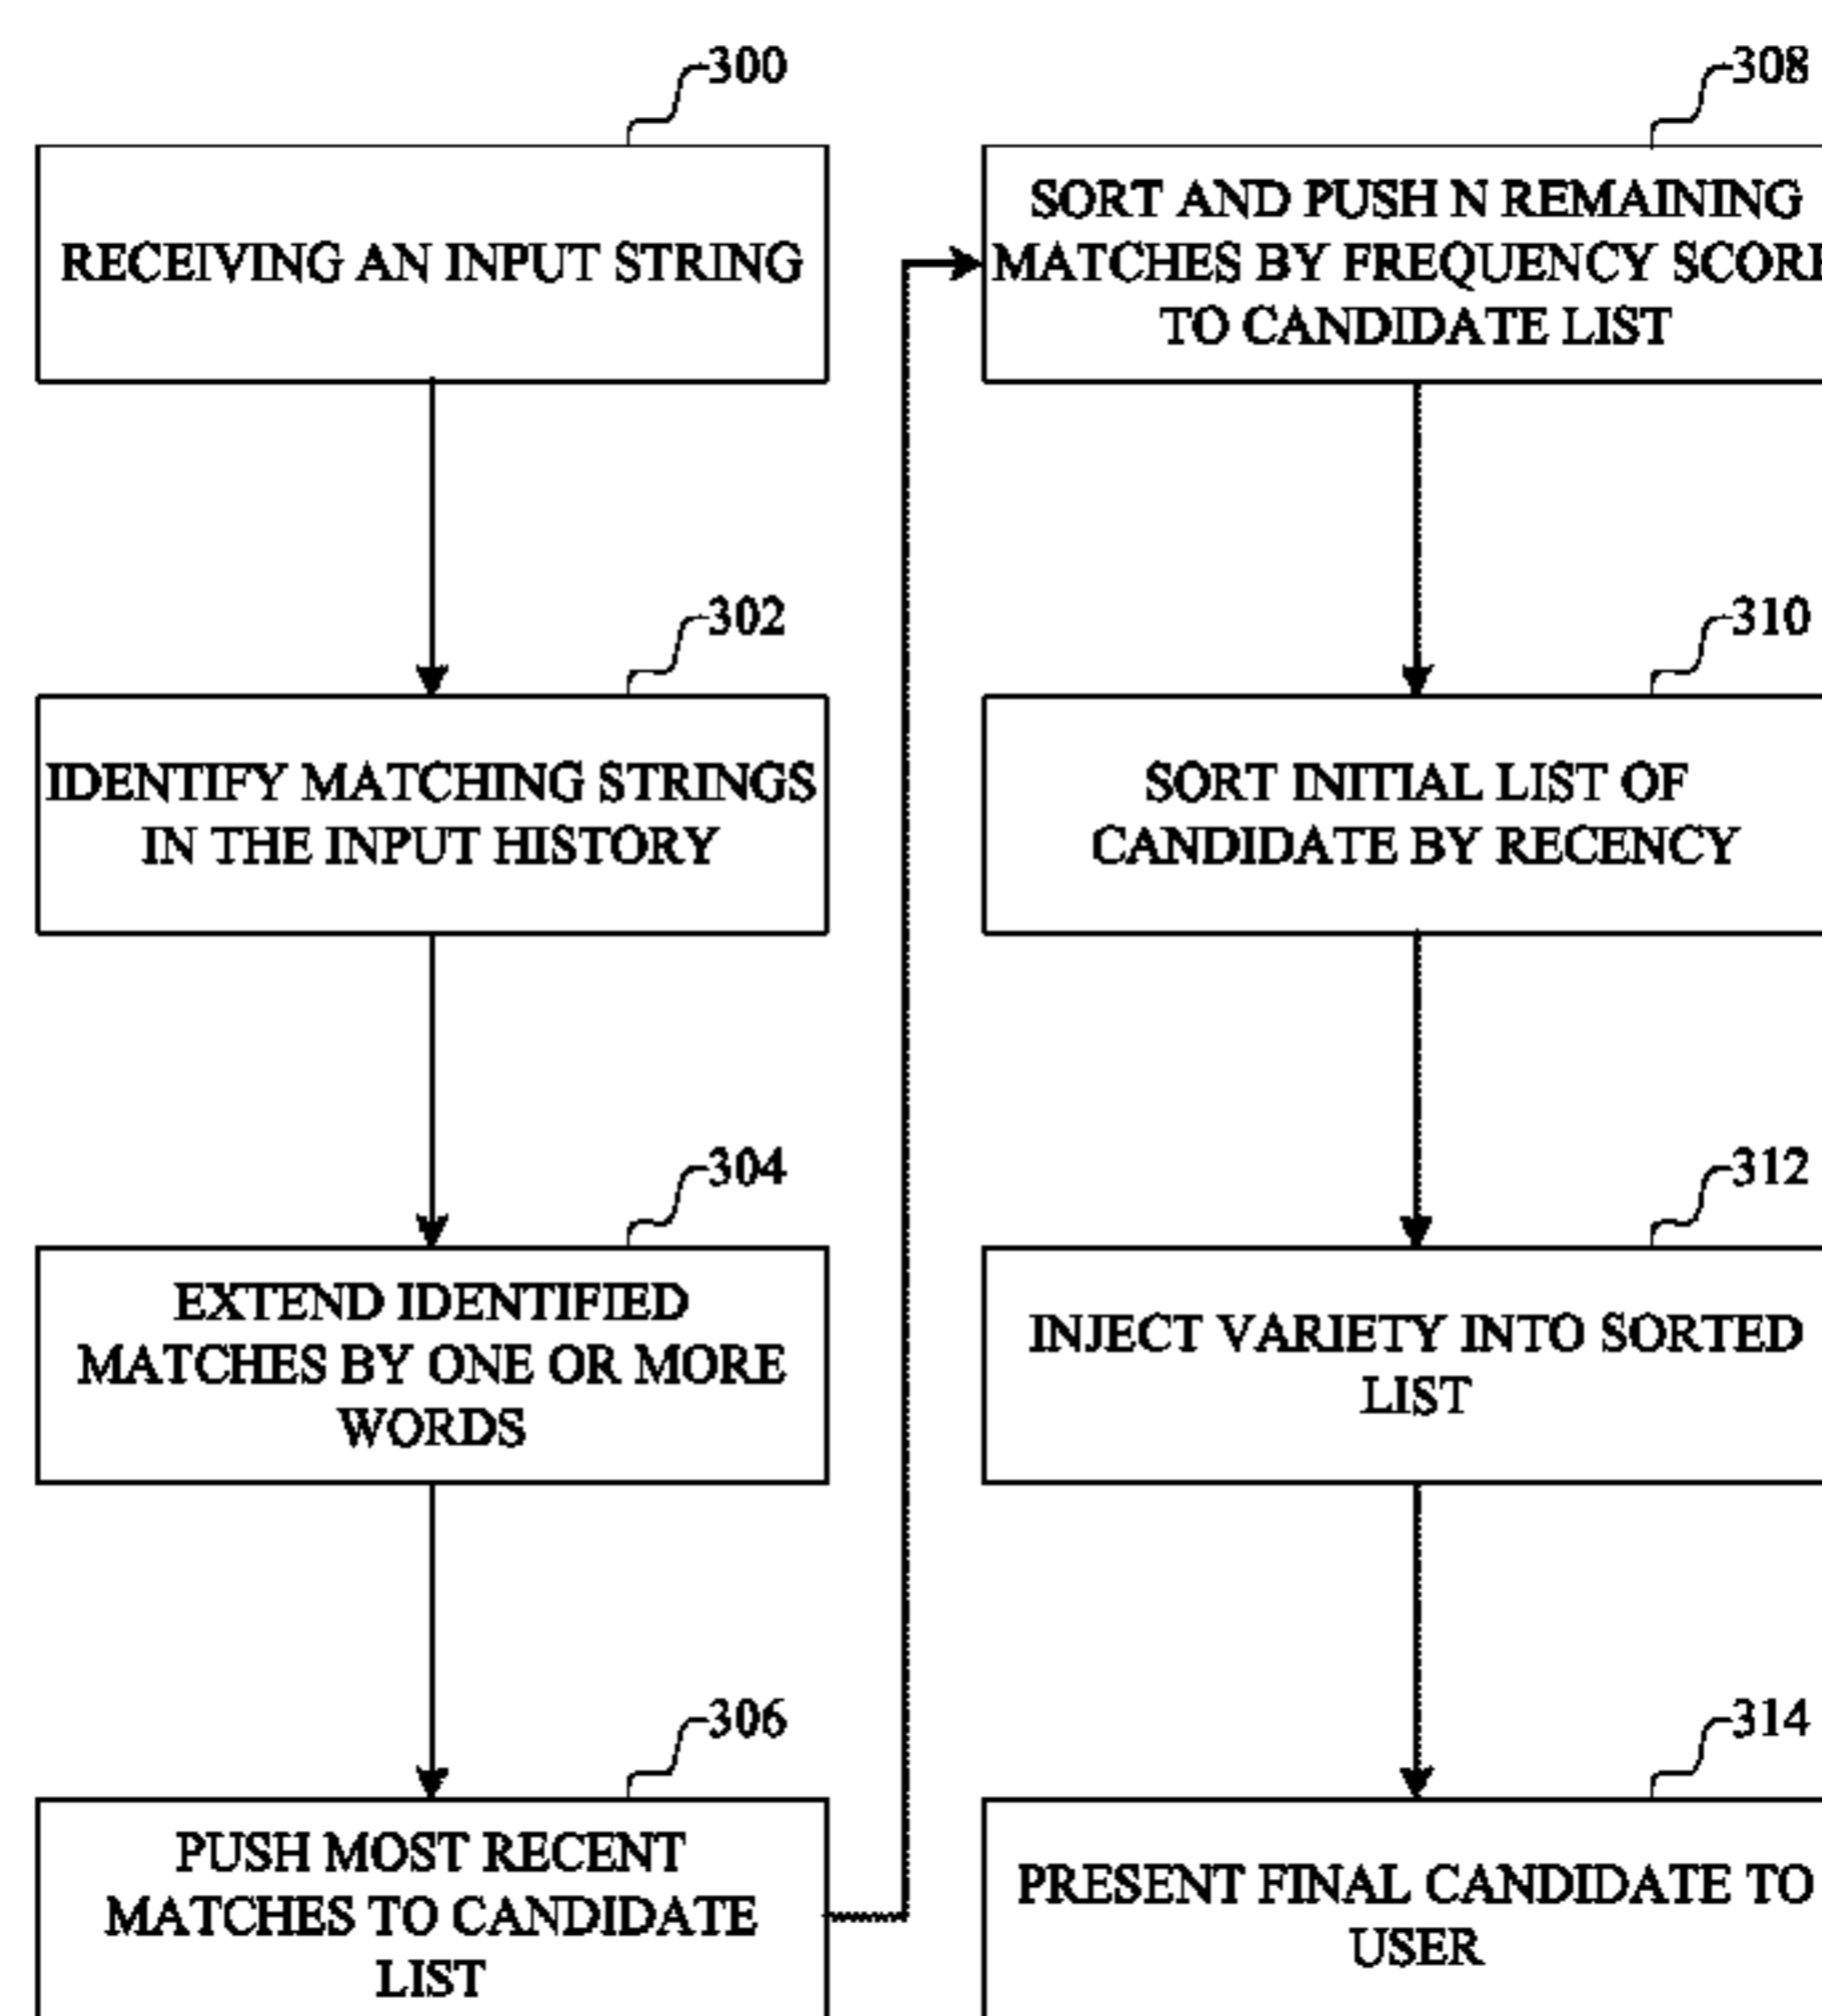 300
RECEIVING AN INPUT STRING
302
IDENTIFY MATCHING STRINGS
IN THE INPUT HISTORY
304
EXTEND IDENTIFIED
MATCHES BY ONE OR MORE
WORDS
306
PUSH MOST RECENT
MATCHES TO CANDIDATE
LIST
308
SORT AND PUSH N REMAINING
MATCHES BY FREQUENCY SCORE
TO CANDIDATE LIST
310
SORT INITIAL LIST OF
CANDIDATE BY RECENCY
312
INJECT VARIETY INTO SORTED
LIST
314
PRESENT FINAL CANDIDATE TO
USER